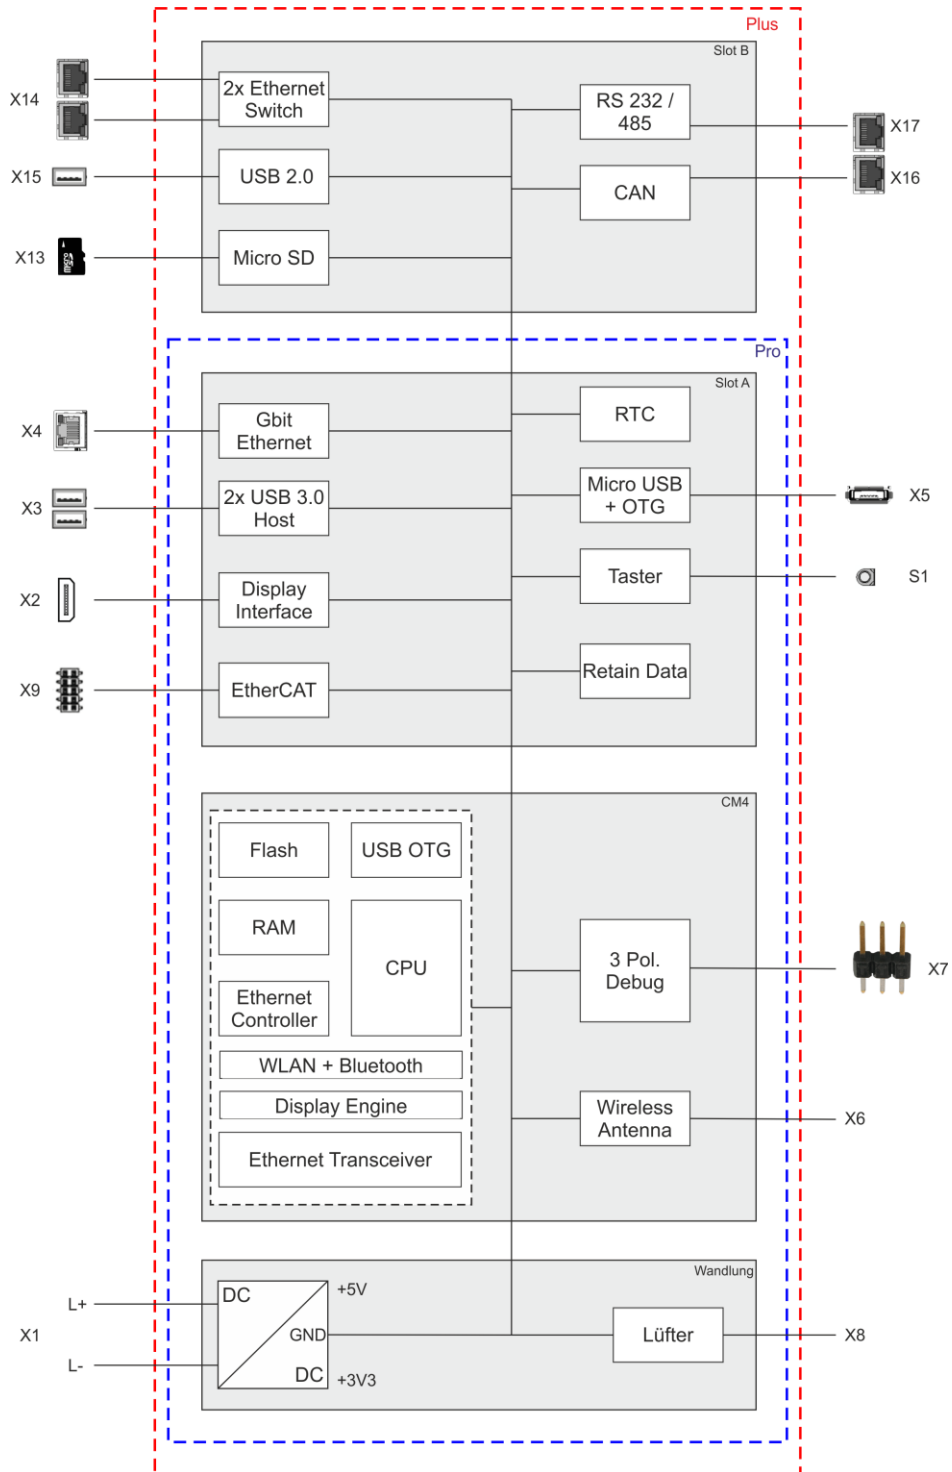 Plus
Slot B
X14
2x Ethernet
Switch
RS 232 /
485
X17
X15
USB 2.0
CAN
X16
X13
Micro SD
Pro
Slot A
X4
Gbit
Ethernet
RTC
X3
2x USB 3.0
Host
Micro USB
+ OTG
X5
X2
Display
Interface
Taster
S1
X9
EtherCAT
Retain Data
CM4
Flash
USB OTG
RAM
CPU
3 Pol.
Debug
X7
Ethernet
Controller
WLAN + Bluetooth
Display Engine
Wireless
Antenna
X6
Ethernet Transceiver
Wandlung
L+
DC
+5V
X1
GND
Lüfter
X8
L-
DC
+3V3